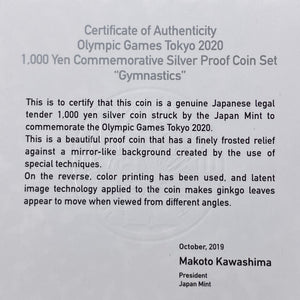 Certificate of Authenticity
Olympic Games Tokyo 2020
1,000 Yen Commemorative Silver Proof Coin Set
“Gymnastics”
This is to certify that this coin is a genuine Japanese legal
tender 1,000 yen silver coin struck by the Japan Mint to
commemorate the Olympic Games Tokyo 2020.
This is a beautiful proof coin that has a finely frosted relief
against a mirror-like background created by the use of
special techniques.
On the reverse, color printing has been used, and latent
image technology applied to the coin makes ginkgo leaves
appear to move when viewed from different angles.
October, 2019
Makoto Kawashima
President
Japan Mint